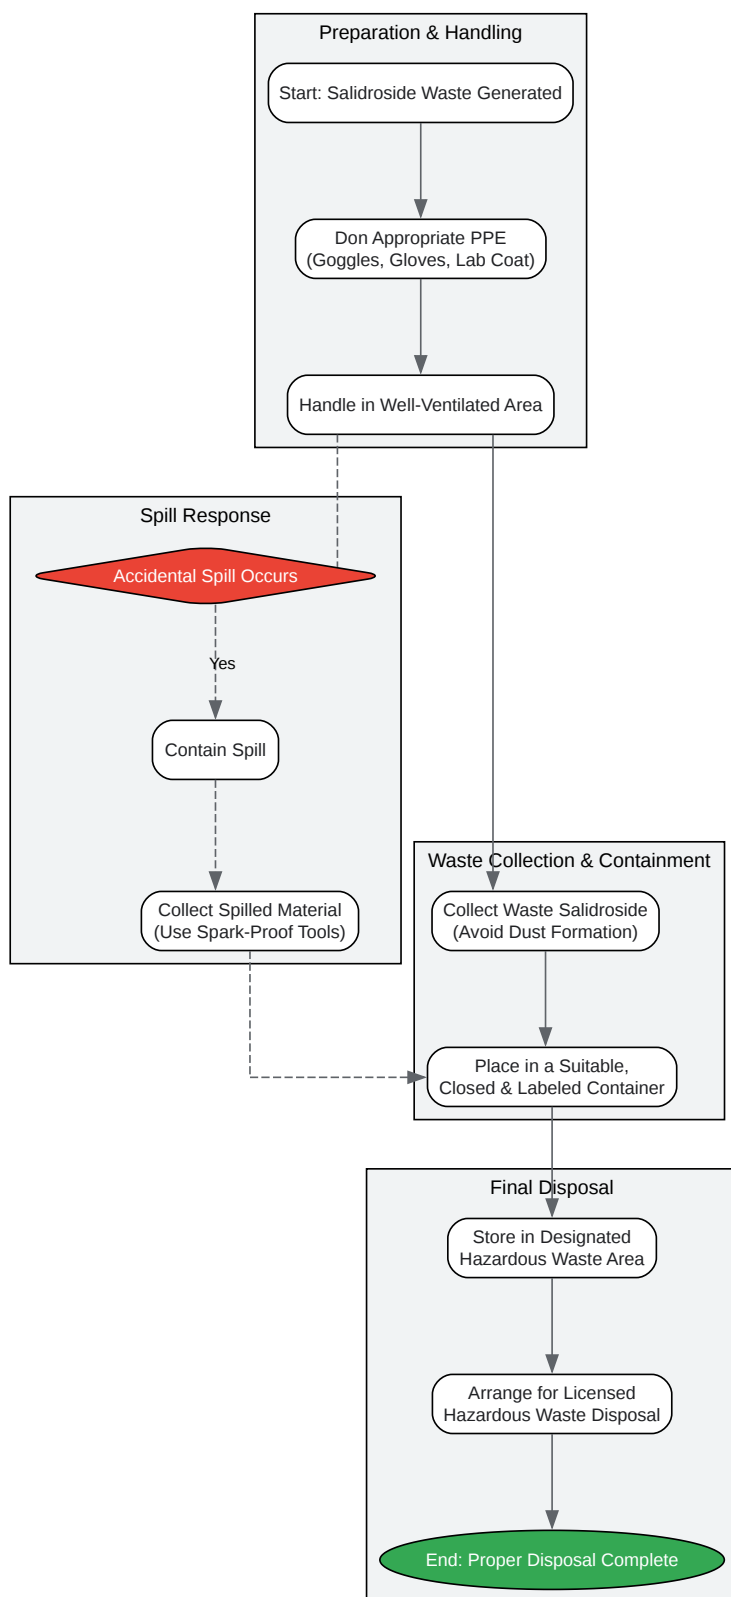 Preparation & Handling
Start: Salidroside Waste Generated
Don Appropriate PPE
(Goggles, Gloves, Lab Coat)
Handle in Well-Ventilated Area
Spill Response
Accidental Spill Occurs
Yes
Contain Spill
Collect Spilled Material
(Use Spark-Proof Tools)
Waste Collection & Containment
Collect Waste Salidroside
(Avoid Dust Formation)
Place in a Suitable,
Closed & Labeled Container
Final Disposal
Store in Designated
Hazardous Waste Area
Arrange for Licensed
Hazardous Waste Disposal
End: Proper Disposal Complete